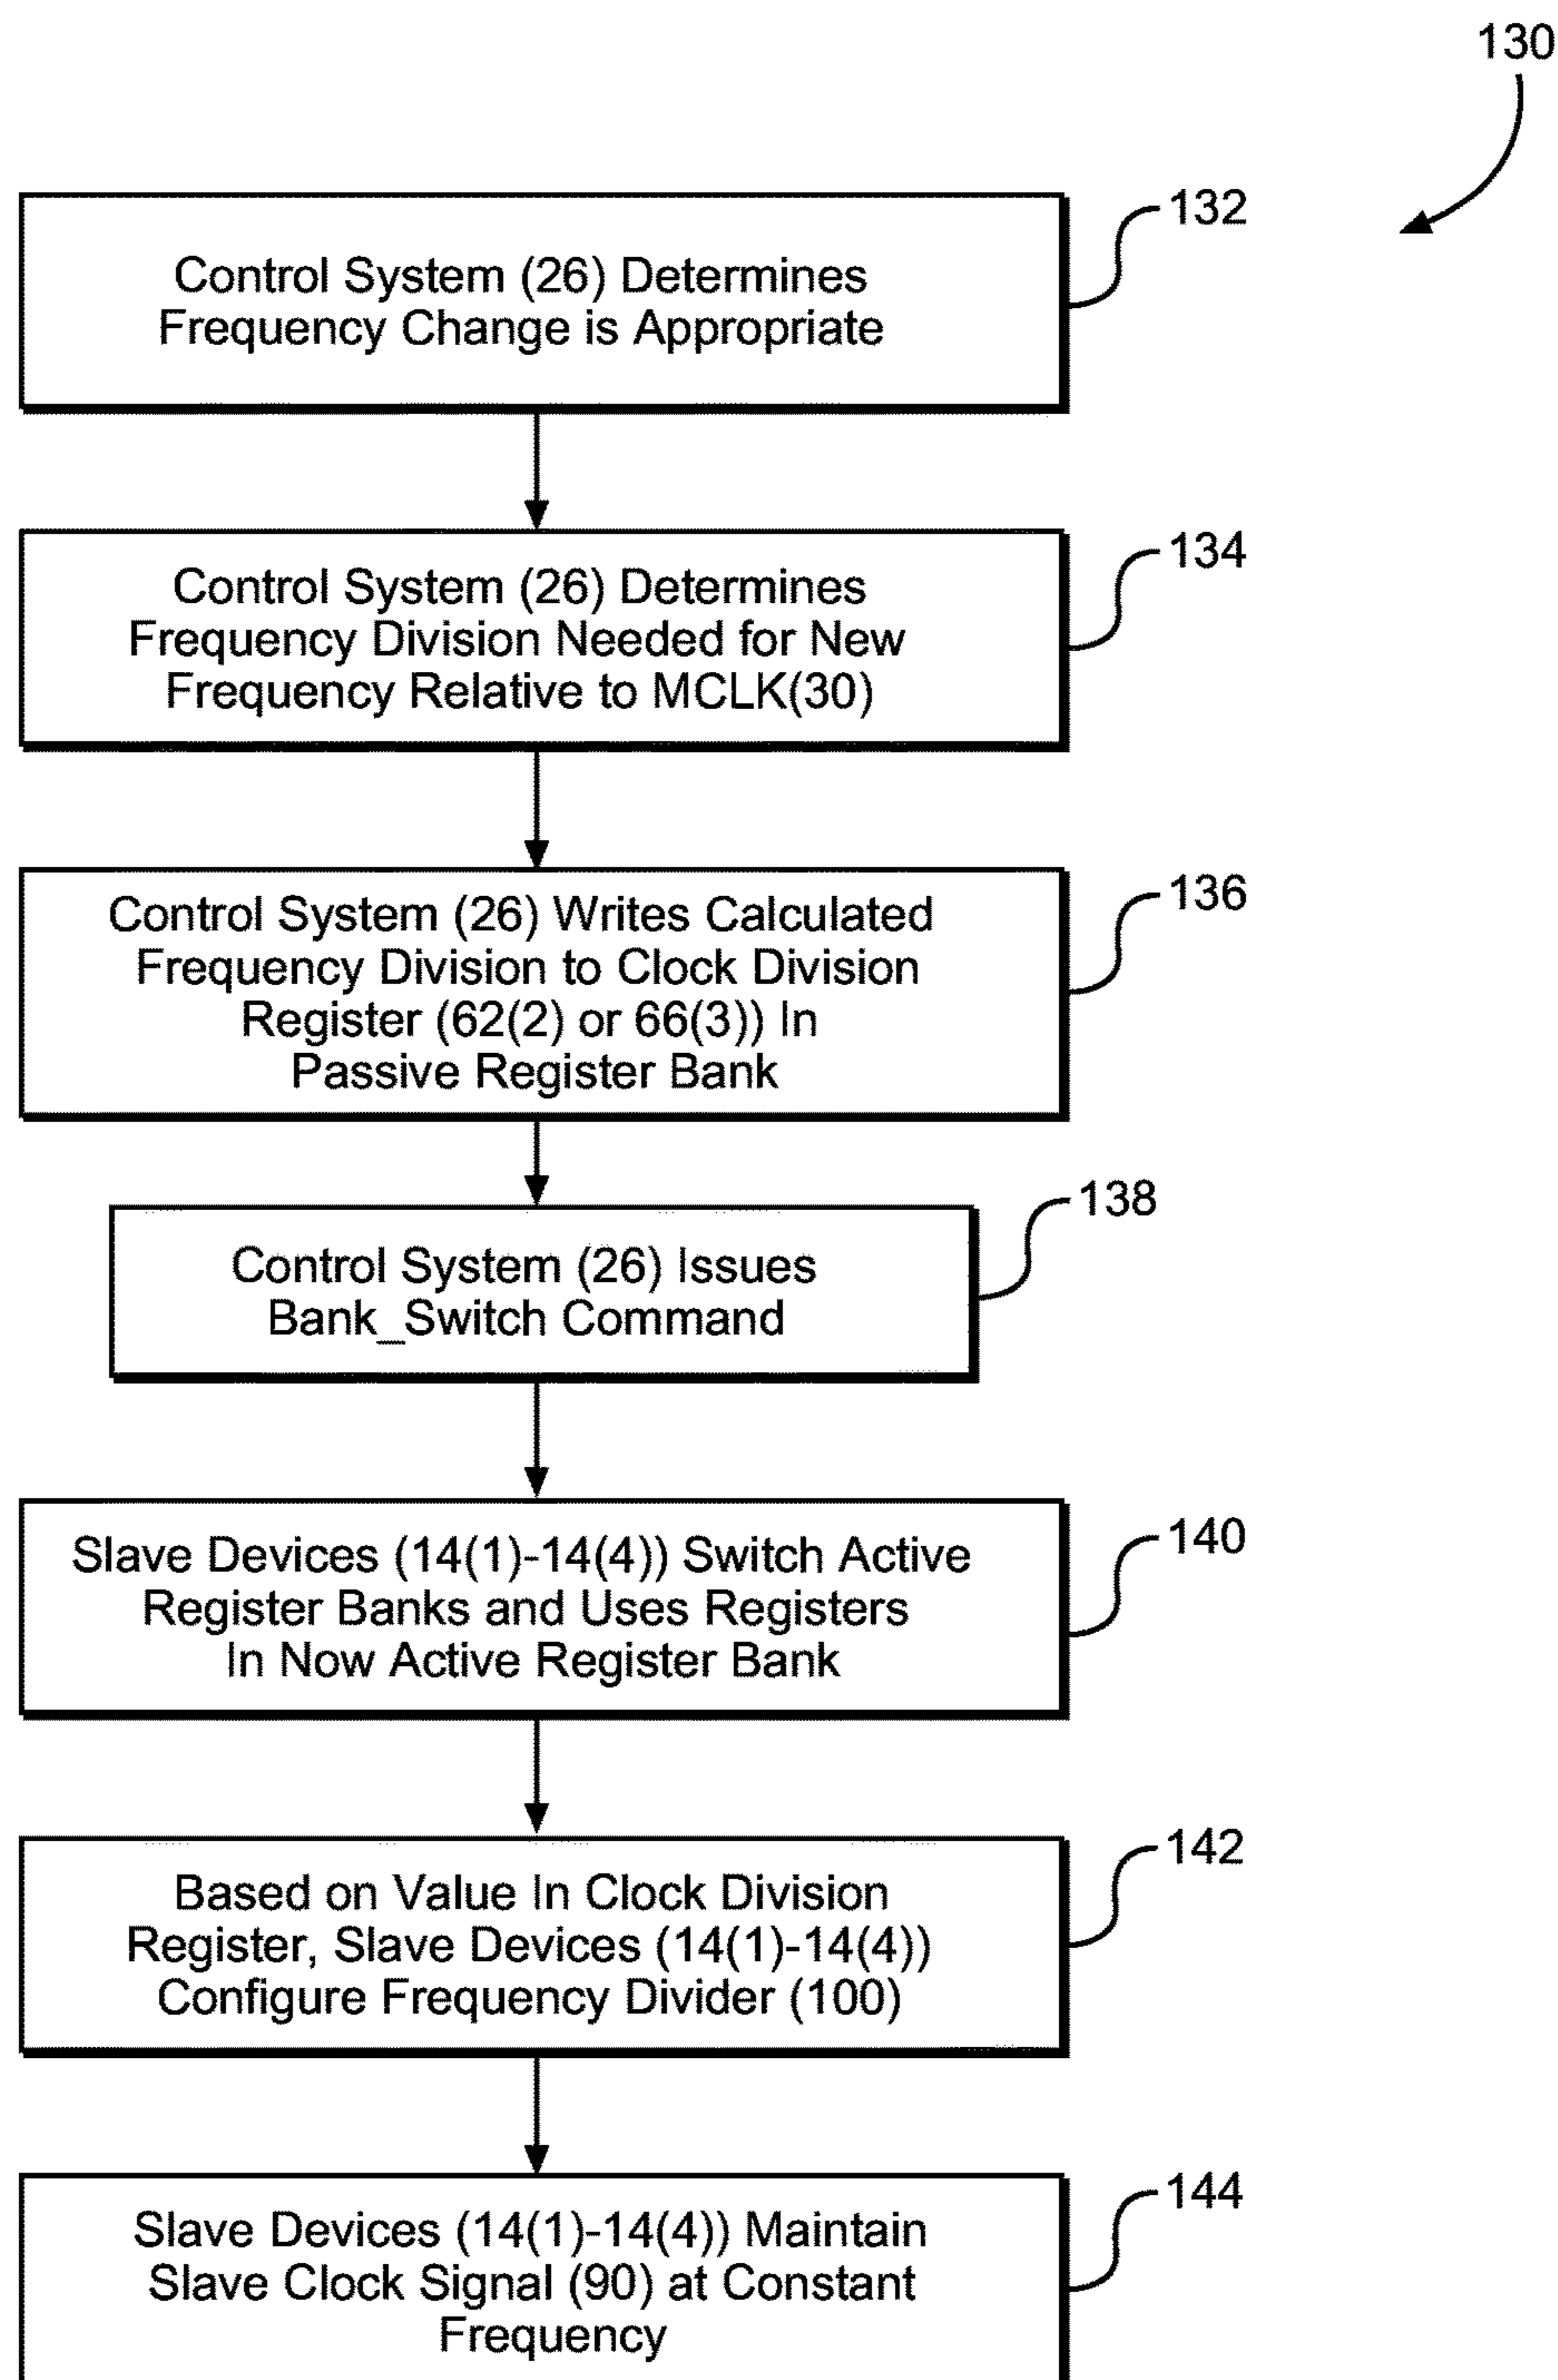 130
132
Control System (26) Determines
Frequency Change is Appropriate
134
Control System (26) Determines
Frequency Division Needed for New
Frequency Relative to MCLK(30)
136
Control System (26) Writes Calculated
Frequency Division to Clock Division
Register (62(2) or 66(3)) In
Passive Register Bank
138
Control System (26) Issues
Bank_Switch Command
140
Slave Devices (14(1)-14(4)) Switch Active
Register Banks and Uses Registers
In Now Active Register Bank
142
Based on Value In Clock Division
Register, Slave Devices (14(1)-14(4))
Configure Frequency Divider (100)
144
Slave Devices (14(1)-14(4)) Maintain
Slave Clock Signal (90) at Constant
Frequency